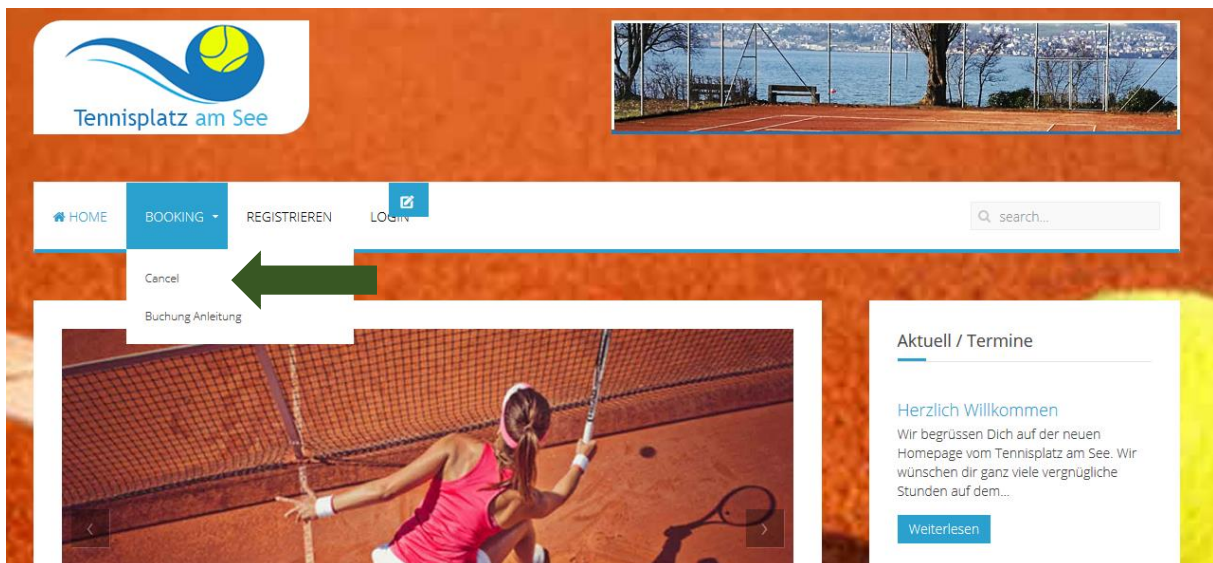 Tennisplatz am See
HOME
BOOKING
REGISTRIEREN
LOGIN
search...
Cancel
Buchung Anleitung
Aktuell / Termine
Herzlich Willkommen
Wir begrüssen Dich auf der neuen
Homepage vom Tennisplatz am See. Wir
wünschen dir ganz viele vergnügliche
Stunden auf dem...
Weiterlesen